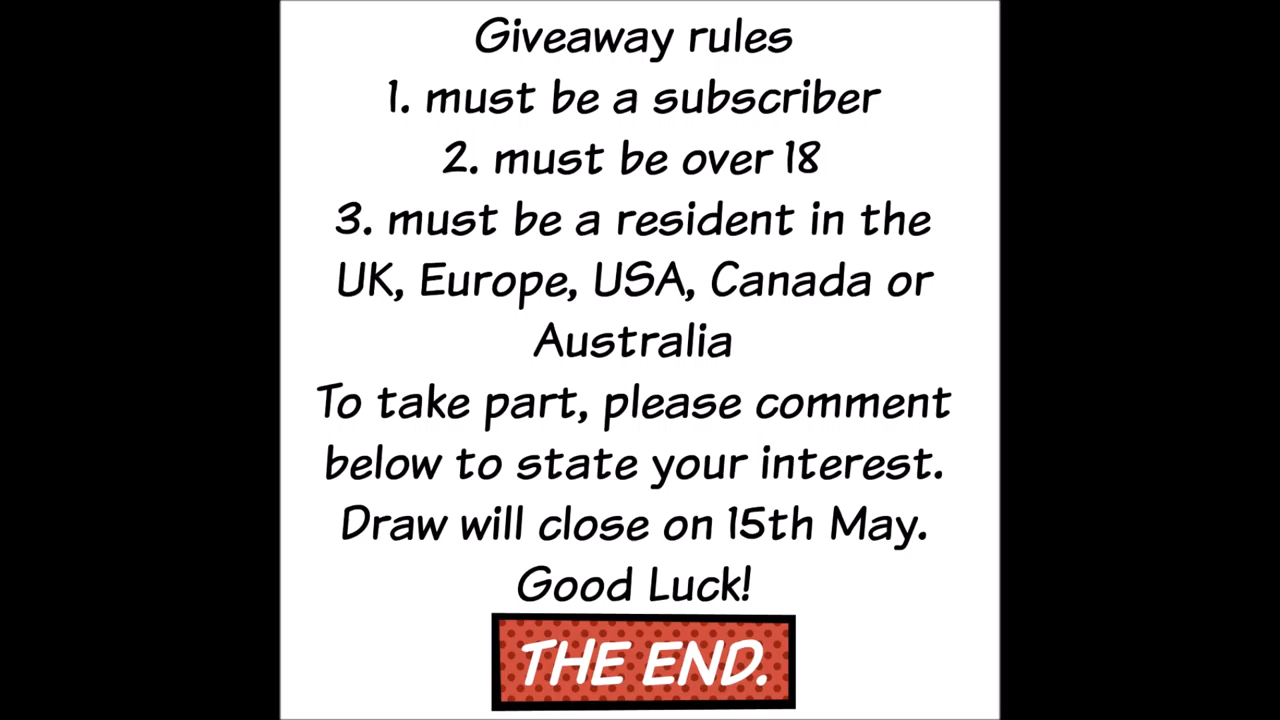 Giveaway rules
1. must be a subscriber
2. must be over 18
3. must be a resident in the
UK, Europe, USA, Canada or
Australia
To take part, please comment
below to state your interest.
Draw will close on 15th May.
Good Luck!
THE END.